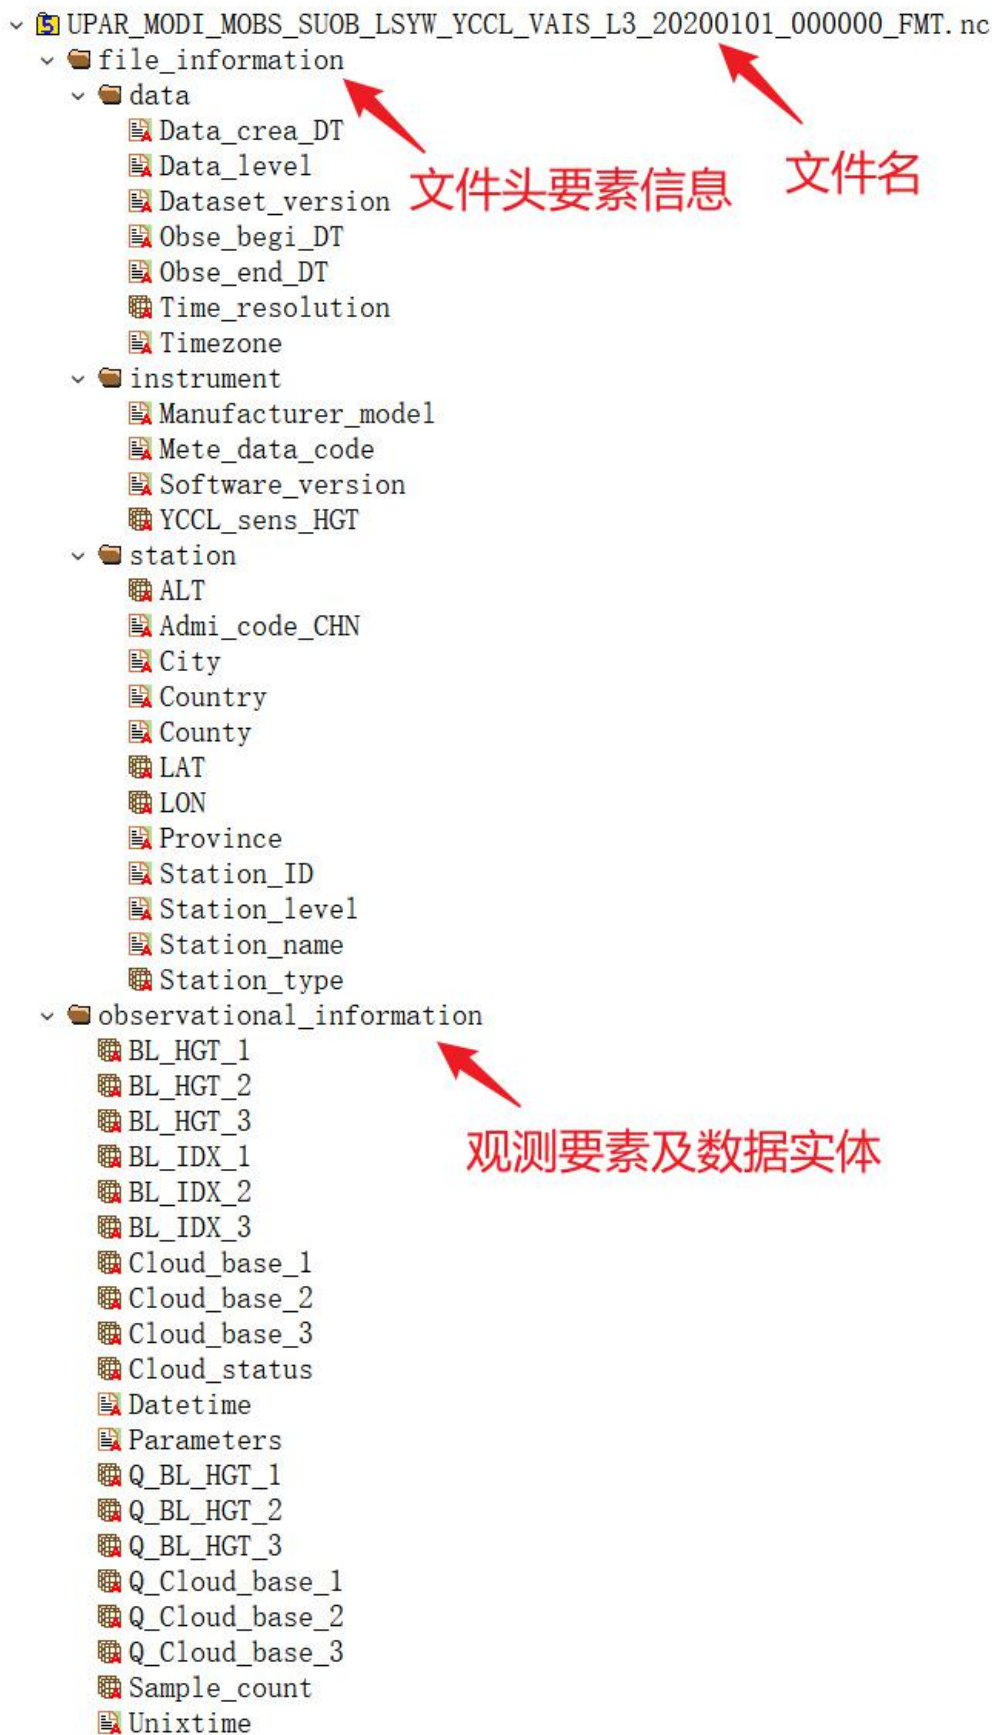 UPAR_MODI_MOBS_SUOB_LSYW_YCCL_VAIS_L3_20200101_000000_FMT.nc
file_information
data
Data_crea_DT
文件名
Data_level
文件头要素信息
Dataset_version
Obse_begi_DT
Obse_end_DT
Time_resolution
Timezone
instrument
Manufacturer_model
Mete_data_code
Software_version
YCCL_sens_HGT
station
ALT
Admi_code_CHN
City
Country
County
LAT
LON
Province
Station_ID
Station_level
Station_name
Station_type
observational_information
BL_HGT_1
BL_HGT_2
BL_HGT_3
观测要素及数据实体
BL_IDX_1
BL_IDX_2
BL_IDX_3
Cloud_base_1
Cloud_base_2
Cloud_base_3
Cloud_status
Datetime
Parameters
Q_BL_HGT_1
Q_BL_HGT_2
Q_BL_HGT_3
Q_Cloud_base_1
Q_Cloud_base_2
Q_Cloud_base_3
Sample_count
Unixtime